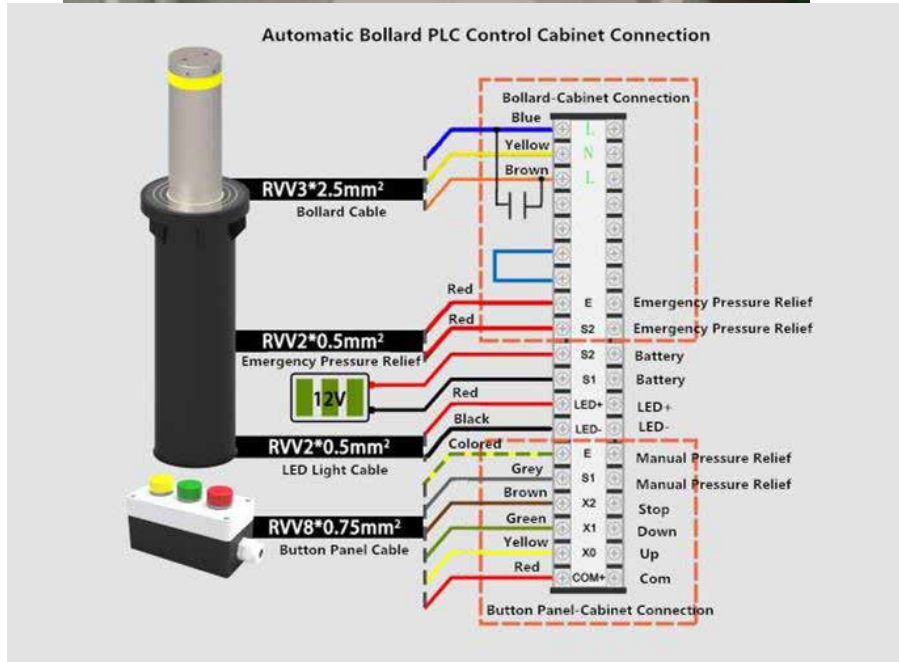 Automatic Bollard PLC Control Cabinet Connection
Bollard-Cabinet Connection
Blue
L
Yellow
N
Brown
L
RVV3*2.5mm²
Bollard Cable
Red
E
Emergency Pressure Relief
Red
S2
Emergency Pressure Relief
RVV2*0.5mm²
Emergency Pressure Relief
S2
Battery
12V
S1
Battery
Red
LED+
LED+
Black
LED-
LED-
RVV2*0.5mm²
LED Light Cable
Colored
E
Manual Pressure Relief
Grey
S1
Manual Pressure Relief
Brown
X2
Stop
RVV8*0.75mm²
Button Panel Cable
Green
X1
Down
Yellow
X0
Up
Red
COM+
Com
Button Panel-Cabinet Connection